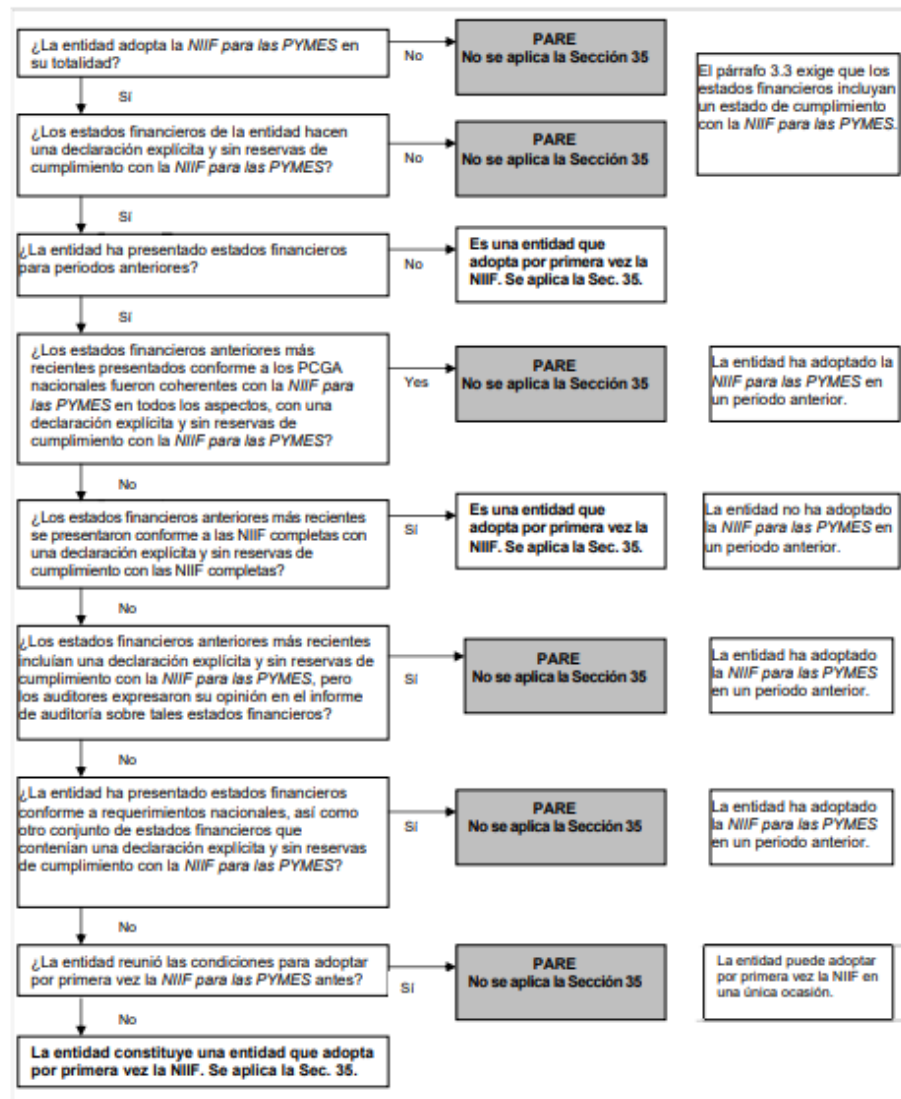 ¿La entidad adopta la NIIF para las PYMES en
su totalidad?
No
PARE
No se aplica la Sección 35
El párrafo 3.3 exige que los
estados financieros incluyan
un estado de cumplimiento
con la NIIF para las PYMES.
Sí
¿Los estados financieros de la entidad hacen
una declaración explícita y sin reservas de
cumplimiento con la NIIF para las PYMES?
No
PARE
No se aplica la Sección 35
Sí
¿La entidad ha presentado estados financieros
para periodos anteriores?
No
Es una entidad que
adopta por primera vez la
NIIF. Se aplica la Sec. 35.
Sí
¿Los estados financieros anteriores más
recientes presentados conforme a los PCGA
nacionales fueron coherentes con la NIIF para
las PYMES en todos los aspectos, con una
declaración explícita y sin reservas de
cumplimiento con la NIIF para las PYMES?
Yes
PARE
No se aplica la Sección 35
La entidad ha adoptado la
NIIF para las PYMES en
un periodo anterior.
No
¿Los estados financieros anteriores más recientes
se presentaron conforme a las NIIF completas con
una declaración explícita y sin reservas de
cumplimiento con las NIIF completas?
Sí
Es una entidad que
adopta por primera vez la
NIIF. Se aplica la Sec. 35.
La entidad no ha adoptado
la NIIF para las PYMES en
un periodo anterior.
No
¿Los estados financieros anteriores más recientes
incluían una declaración explícita y sin reservas de
cumplimiento con la NIIF para las PYMES, pero
los auditores expresaron su opinión en el informe
de auditoría sobre tales estados financieros?
Sí
PARE
No se aplica la Sección 35
La entidad ha adoptado
la NIIF para las PYMES
en un periodo anterior.
No
¿La entidad ha presentado estados financieros
conforme a requerimientos nacionales, así como
otro conjunto de estados financieros que
contenían una declaración explícita y sin reservas
de cumplimiento con la NIIF para las PYMES?
Sí
PARE
No se aplica la Sección 35
La entidad ha adoptado
la NIIF para las PYMES
en un periodo anterior.
No
¿La entidad reunió las condiciones para adoptar
por primera vez la NIIF para las PYMES antes?
Sí
PARE
No se aplica la Sección 35
La entidad puede adoptar
por primera vez la NIIF en
una única ocasión.
No
La entidad constituye una entidad que adopta
por primera vez la NIIF. Se aplica la Sec. 35.